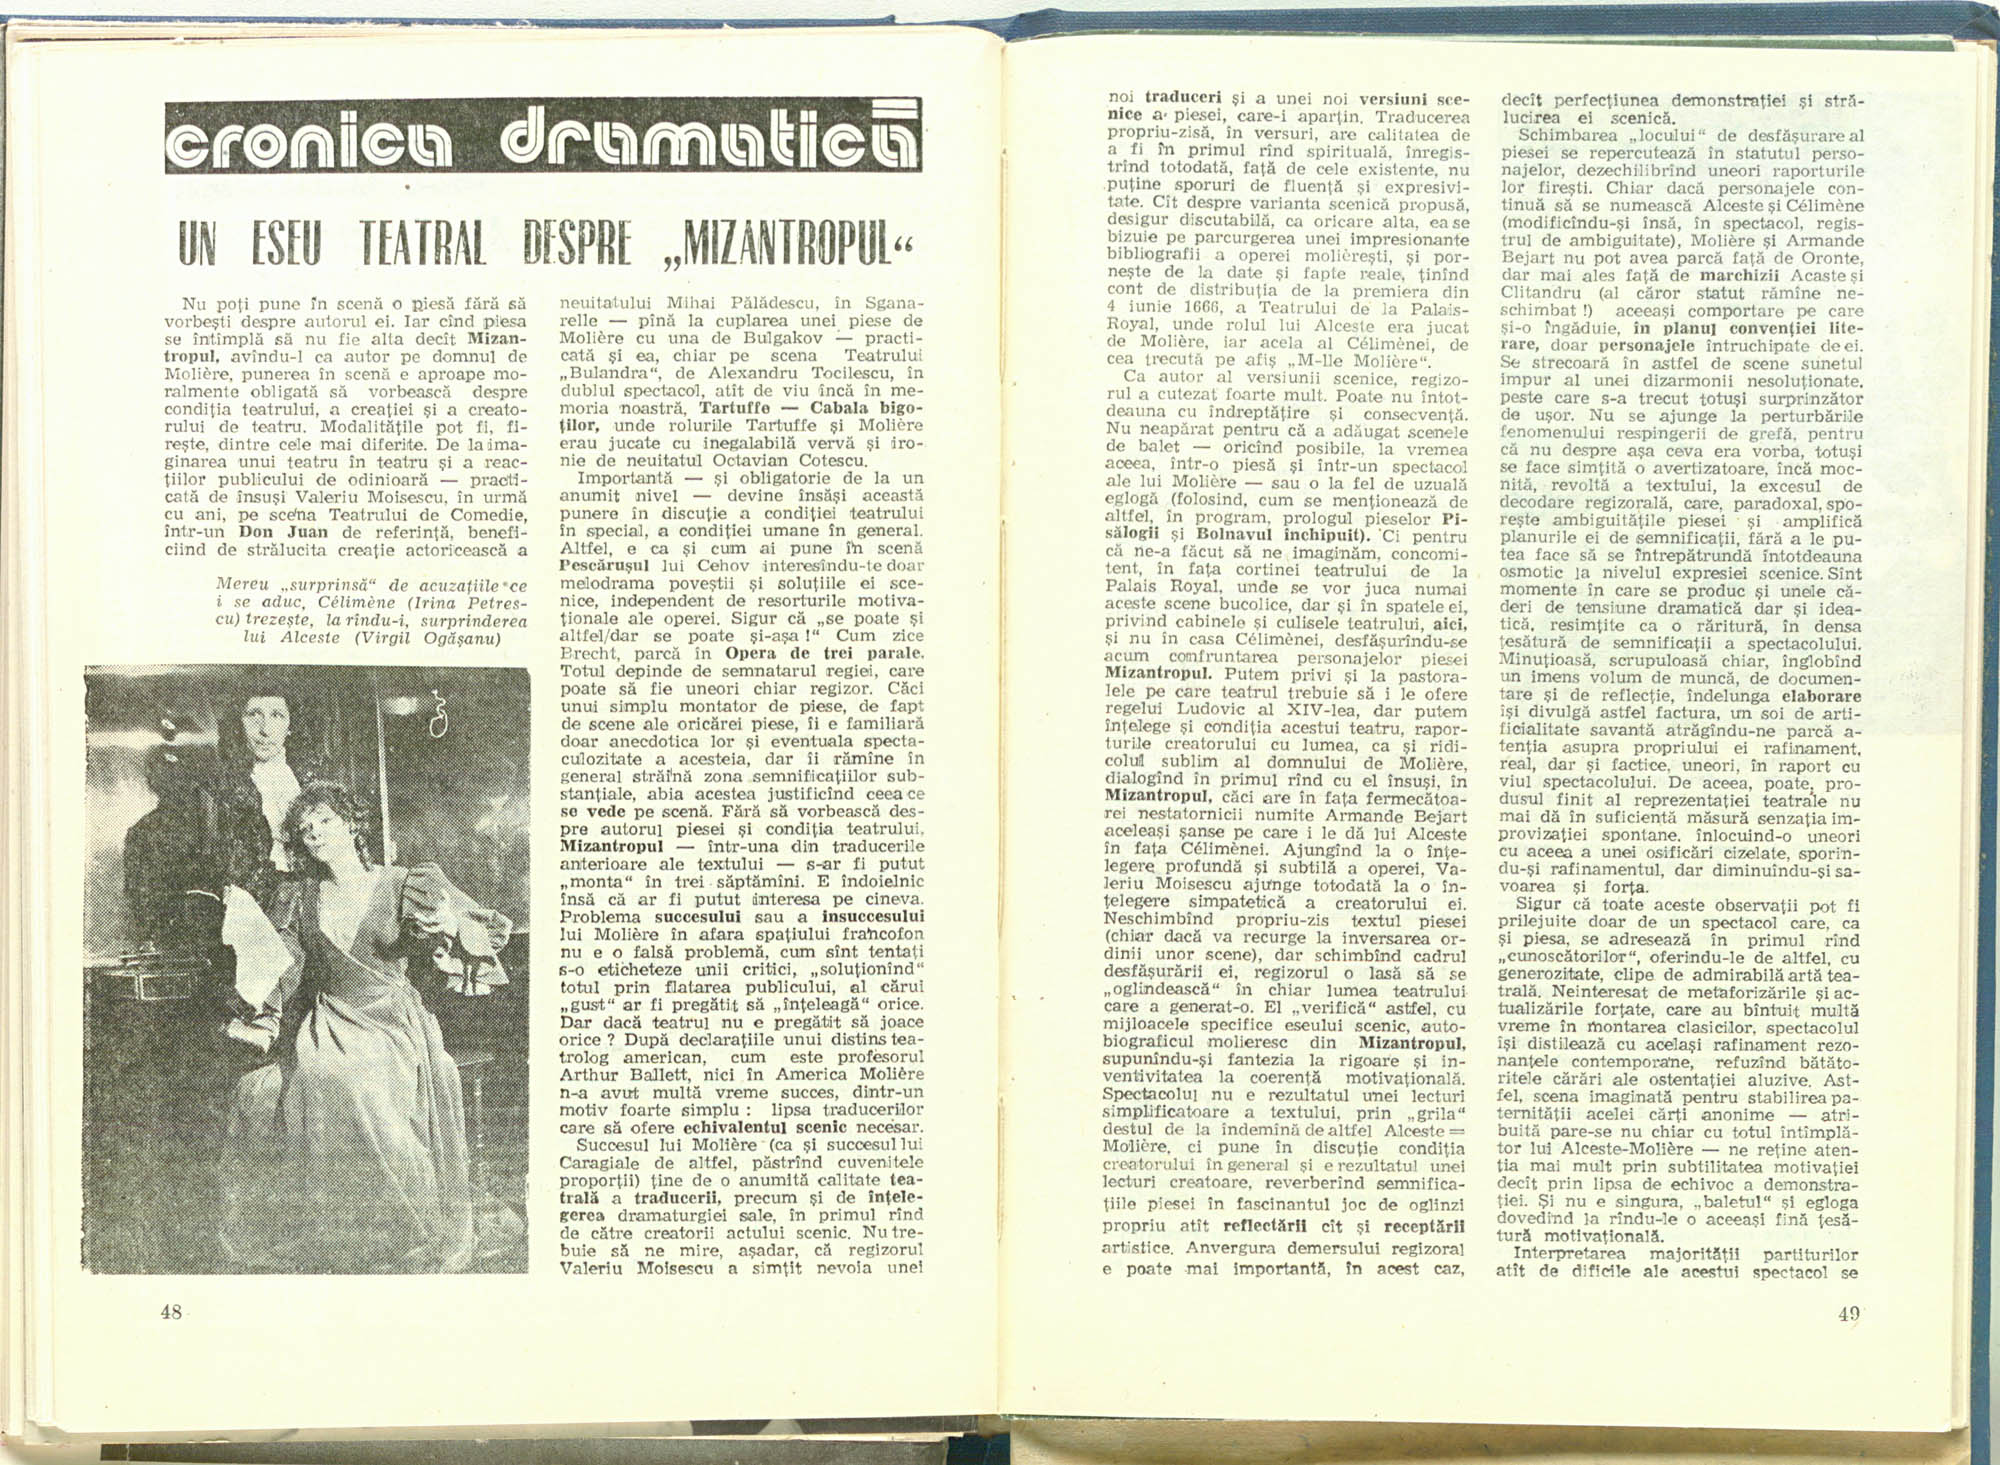 cronica dramatică
UN ESEU TEATRAL DESPRE „MIZANTROPUL“
Nu poți pune în scenă o piesă fără să
vorbești despre autorul ei. Iar cînd piesa
se întîmplă să nu fie alta decît Mizan-
tropul, avîndu-l ca autor pe domnul de
Molière, punerea în scenă e aproape mo-
ralmente obligată să vorbească despre
condiția teatrului, a creației și a creato-
rului de teatru. Modalitățile pot fi, fi-
rește, dintre cele mai diferite. De la ima-
ginarea unui teatru în teatru și a reac-
țiilor publicului de odinioară — practi-
cată de însuși Valeriu Moisescu, în urmă
cu ani, pe scena Teatrului de Comedie,
într-un Don Juan de referință, benefi-
ciind de strălucita creație actoricească a
Mereu „surprinsă“ de acuzațiile ce
i se aduc, Célimène (Irina Petres-
cu) trezește, la rîndu-i, surprinderea
lui Alceste (Virgil Ogășanu)
neuitatului Mihai Pălădescu, în Sgana-
relle — pînă la cuplarea unei piese de
Molière cu una de Bulgakov — practi-
cată și ea, chiar pe scena Teatrului
„Bulandra“, de Alexandru Tocilescu, în
dublul spectacol, atît de viu încă în me-
moria noastră, Tartuffe — Cabala bigo-
ților, unde rolurile Tartuffe și Molière
erau jucate cu inegalabilă vervă și iro-
nie de neuitatul Octavian Cotescu.
Importantă — și obligatorie de la un
anumit nivel — devine însăși această
punere în discuție a condiției teatrului
în special, a condiției umane în general.
Altfel, e ca și cum ai pune în scenă
Pescărușul lui Cehov interesîndu-te doar
melodrama poveștii și soluțiile ei sce-
nice, independent de resorturile motiva-
ționale ale operei. Sigur că „se poate și
altfel/dar se poate și-așa !“ Cum zice
Brecht, parcă în Opera de trei parale.
Totul depinde de semnatarul regiei, care
poate să fie uneori chiar regizor. Căci
unui simplu montator de piese, de fapt
de scene ale oricărei piese, îi e familiară
doar anecdotica lor și eventuala specta-
culozitate a acesteia, dar îi rămîne în
general străină zona semnificațiilor sub-
stanțiale, abia acestea justificînd ceea ce
se vede pe scenă. Fără să vorbească des-
pre autorul piesei și condiția teatrului,
Mizantropul — într-una din traducerile
anterioare ale textului — s-ar fi putut
„monta“ în trei săptămîni. E îndoielnic
însă că ar fi putut interesa pe cineva.
Problema succesului sau a insuccesului
lui Molière în afara spațiului francofon
nu e o falsă problemă, cum sînt tentați
s-o eticheteze unii critici, „soluționînd“
totul prin flatarea publicului, al cărui
„gust“ ar fi pregătit să „înțeleagă“ orice.
Dar dacă teatrul nu e pregătit să joace
orice ? După declarațiile unui distins tea-
trolog american, cum este profesorul
Arthur Ballett, nici în America Molière
n-a avut multă vreme succes, dintr-un
motiv foarte simplu : lipsa traducerilor
care să ofere echivalentul scenic necesar.
Succesul lui Molière (ca și succesul lui
Caragiale de altfel, păstrînd cuvenitele
proporții) ține de o anumită calitate tea-
trală a traducerii, precum și de înțele-
gerea dramaturgiei sale, în primul rînd
de către creatorii actului scenic. Nu tre-
buie să ne mire, așadar, că regizorul
Valeriu Moisescu a simțit nevoia unei
48
noi traduceri și a unei noi versiuni sce-
nice a piesei, care-i aparțin. Traducerea
propriu-zisă, în versuri, are calitatea de
a fi în primul rînd spirituală, înregis-
trînd totodată, față de cele existente, nu
puține sporuri de fluență și expresivi-
tate. Cît despre varianta scenică propusă,
desigur discutabilă, ca oricare alta, ea se
bizuie pe parcurgerea unei impresionante
bibliografii a operei molièrești, și por-
nește de la date și fapte reale, ținînd
cont de distribuția de la premiera din
4 iunie 1666, a Teatrului de la Palais-
Royal, unde rolul lui Alceste era jucat
de Molière, iar acela al Célimènei, de
cea trecută pe afiș „M-lle Molière“.
Ca autor al versiunii scenice, regizo-
rul a cutezat foarte mult. Poate nu întot-
deauna cu îndreptățire și consecvență.
Nu neapărat pentru că a adăugat scenele
de balet — oricînd posibile, la vremea
aceea, într-o piesă și într-un spectacol
ale lui Molière — sau o la fel de uzuală
eglogă (folosind, cum se menționează de
altfel, în program, prologul pieselor Pi-
sălogii și Bolnavul închipuit). Ci pentru
că ne-a făcut să ne imaginăm, concomi-
tent, în fața cortinei teatrului de la
Palais Royal, unde se vor juca numai
aceste scene bucolice, dar și în spatele ei,
privind cabinele și culisele teatrului, aici,
și nu în casa Célimènei, desfășurîndu-se
acum confruntarea personajelor piesei
Mizantropul. Putem privi și la pastora-
lele pe care teatrul trebuie să i le ofere
regelui Ludovic al XIV-lea, dar putem
înțelege și condiția acestui teatru, rapor-
turile creatorului cu lumea, ca și ridi-
colul sublim al domnului de Molière,
dialogînd în primul rînd cu el însuși, în
Mizantropul, căci are în fața fermecătoa-
rei nestatornicii numite Armande Bejart
aceleași șanse pe care i le dă lui Alceste
în fața Célimènei. Ajungînd la o înțe-
legere profundă și subtilă a operei, Va-
leriu Moisescu ajunge totodată la o în-
țelegere simpatetică a creatorului ei.
Neschimbînd propriu-zis textul piesei
(chiar dacă va recurge la inversarea or-
dinii unor scene), dar schimbînd cadrul
desfășurării ei, regizorul o lasă să se
„oglindească“ în chiar lumea teatrului
care a generat-o. El „verifică“ astfel, cu
mijloacele specifice eseului scenic, auto-
biograficul molieresc din Mizantropul,
supunîndu-și fantezia la rigoare și in-
ventivitatea la coerență motivațională.
Spectacolul nu e rezultatul unei lecturi
simplificatoare a textului, prin „grila“
destul de la îndemînă de altfel Alceste =
Molière, ci pune în discuție condiția
creatorului în general și e rezultatul unei
lecturi creatoare, reverberînd semnifica-
țiile piesei în fascinantul joc de oglinzi
propriu atît reflectării cît și receptării
artistice. Anvergura demersului regizoral
e poate mai importantă, în acest caz,
decît perfecțiunea demonstrației și stră-
lucirea ei scenică.
Schimbarea „locului“ de desfășurare al
piesei se repercutează în statutul perso-
najelor, dezechilibrînd uneori raporturile
lor firești. Chiar dacă personajele con-
tinuă să se numească Alceste și Célimène
(modificîndu-și însă, în spectacol, regis-
trul de ambiguitate), Molière și Armande
Bejart nu pot avea parcă față de Oronte,
dar mai ales față de marchizii Acaste și
Clitandru (al căror statut rămîne ne-
schimbat !) aceeași comportare pe care
și-o îngăduie, în planul convenției lite-
rare, doar personajele întruchipate de ei.
Se strecoară în astfel de scene sunetul
impur al unei dizarmonii nesoluționate,
peste care s-a trecut totuși surprinzător
de ușor. Nu se ajunge la perturbările
fenomenului respingerii de grefă, pentru
că nu despre așa ceva era vorba, totuși
se face simțită o avertizatoare, încă moc-
nită, revoltă a textului, la excesul de
decodare regizorală, care, paradoxal, spo-
rește ambiguitățile piesei și amplifică
planurile ei de semnificații, fără a le pu-
tea face să se întrepătrundă întotdeauna
osmotic la nivelul expresiei scenice. Sînt
momente în care se produc și unele că-
deri de tensiune dramatică dar și idea-
tică, resimțite ca o răritură, în densa
țesătură de semnificații a spectacolului.
Minuțioasă, scrupuloasă chiar, înglobînd
un imens volum de muncă, de documen-
tare și de reflecție, îndelunga elaborare
își divulgă astfel factura, un soi de arti-
ficialitate savantă atrăgîndu-ne parcă a-
tenția asupra propriului ei rafinament,
real, dar și factice, uneori, în raport cu
viul spectacolului. De aceea, poate, pro-
dusul finit al reprezentației teatrale nu
mai dă în suficientă măsură senzația im-
provizației spontane, înlocuind-o uneori
cu aceea a unei osificări cizelate, sporin-
du-și rafinamentul, dar diminuîndu-și sa-
voarea și forța.
Sigur că toate aceste observații pot fi
prilejuite doar de un spectacol care, ca
și piesa, se adresează în primul rînd
„cunoscătorilor“, oferindu-le de altfel, cu
generozitate, clipe de admirabilă artă tea-
trală. Neinteresat de metaforizările și ac-
tualizările forțate, care au bîntuit multă
vreme în montarea clasicilor, spectacolul
își distilează cu același rafinament rezo-
nanțele contemporane, refuzînd bătăto-
ritele cărări ale ostentației aluzive. Ast-
fel, scena imaginată pentru stabilirea pa-
ternității acelei cărți anonime — atri-
buită pare-se nu chiar cu totul întîmplă-
tor lui Alceste-Molière — ne reține aten-
ția mai mult prin subtilitatea motivației
decît prin lipsa de echivoc a demonstra-
ției. Și nu e singura, „baletul“ și egloga
dovedind la rîndu-le o aceeași fină țesă-
tură motivațională.
Interpretarea majorității partiturilor
atît de dificile ale acestui spectacol se
49